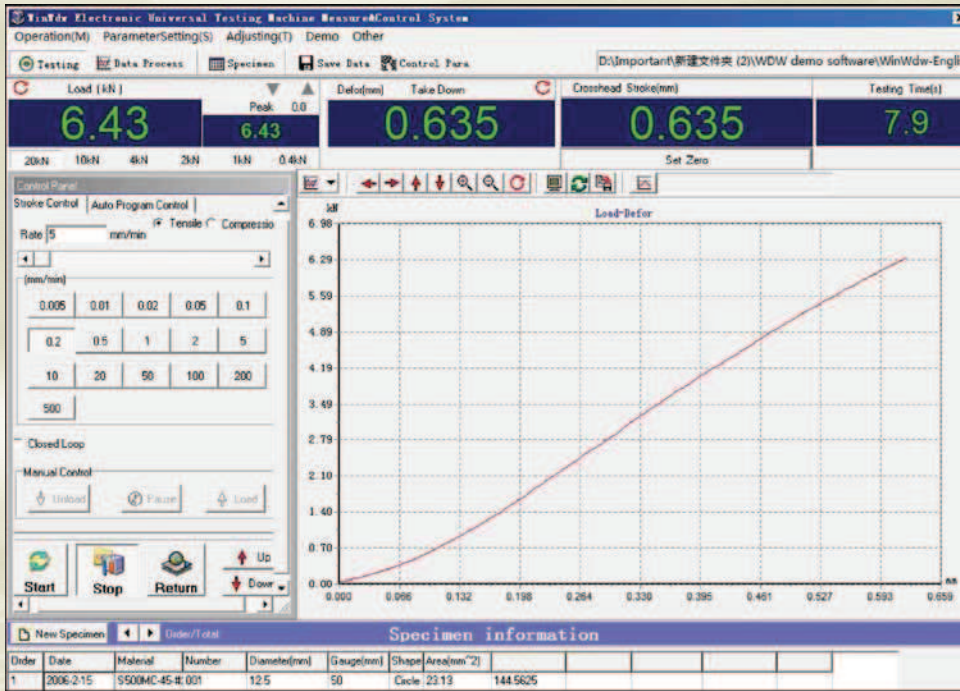 WinWdw Electronic Universal Testing Machine Measure&Control System
Operation(M) ParameterSetting(S) Adjusting(T) Demo Other
Testing Data Process Specimen Save Data Control Para D:\Important\新建文件夹 (2)\WDW demo software\WinWdw-Engli
Load (kN) Peak 0.0 Defor(mm) Take Down Crosshead Stroke(mm) Testing Time(s)
6.43 6.43 0.635 0.635 7.9
20kN 10kN 4kN 2kN 1kN 0.4kN Set Zero
Control Panel
Stroke Control Auto Program Control
Tensile Compressio
Rate 5 mm/min
(mm/min)
0.005 0.01 0.02 0.05 0.1
0.2 0.5 1 2 5
10 20 50 100 200
500
Closed Loop
Manual Control
Unload Pause Load
Start Stop Return Up
Down
kN Load-Defor
6.98
6.29
5.59
4.89
4.19
3.49
2.79
2.10
1.40
0.70
0.00 mm
0.000 0.066 0.132 0.198 0.264 0.330 0.395 0.461 0.527 0.593 0.659
New Specimen Order/Total Specimen information
Order Date Material Number Diameter(mm) Gauge(mm) Shape Area(mm^2)
1 2006-2-15 S500MC-45-# 001 12.5 50 Circle 23.13 144.5625